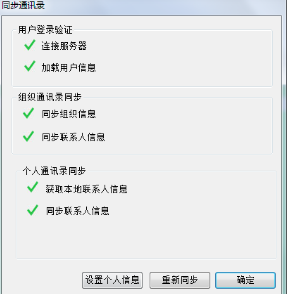 同步通讯录
用户登录验证
连接服务器
加载用户信息
组织通讯录同步
同步组织信息
同步联系人信息
个人通讯录同步
获取本地联系人信息
同步联系人信息
设置个人信息 重新同步 确定